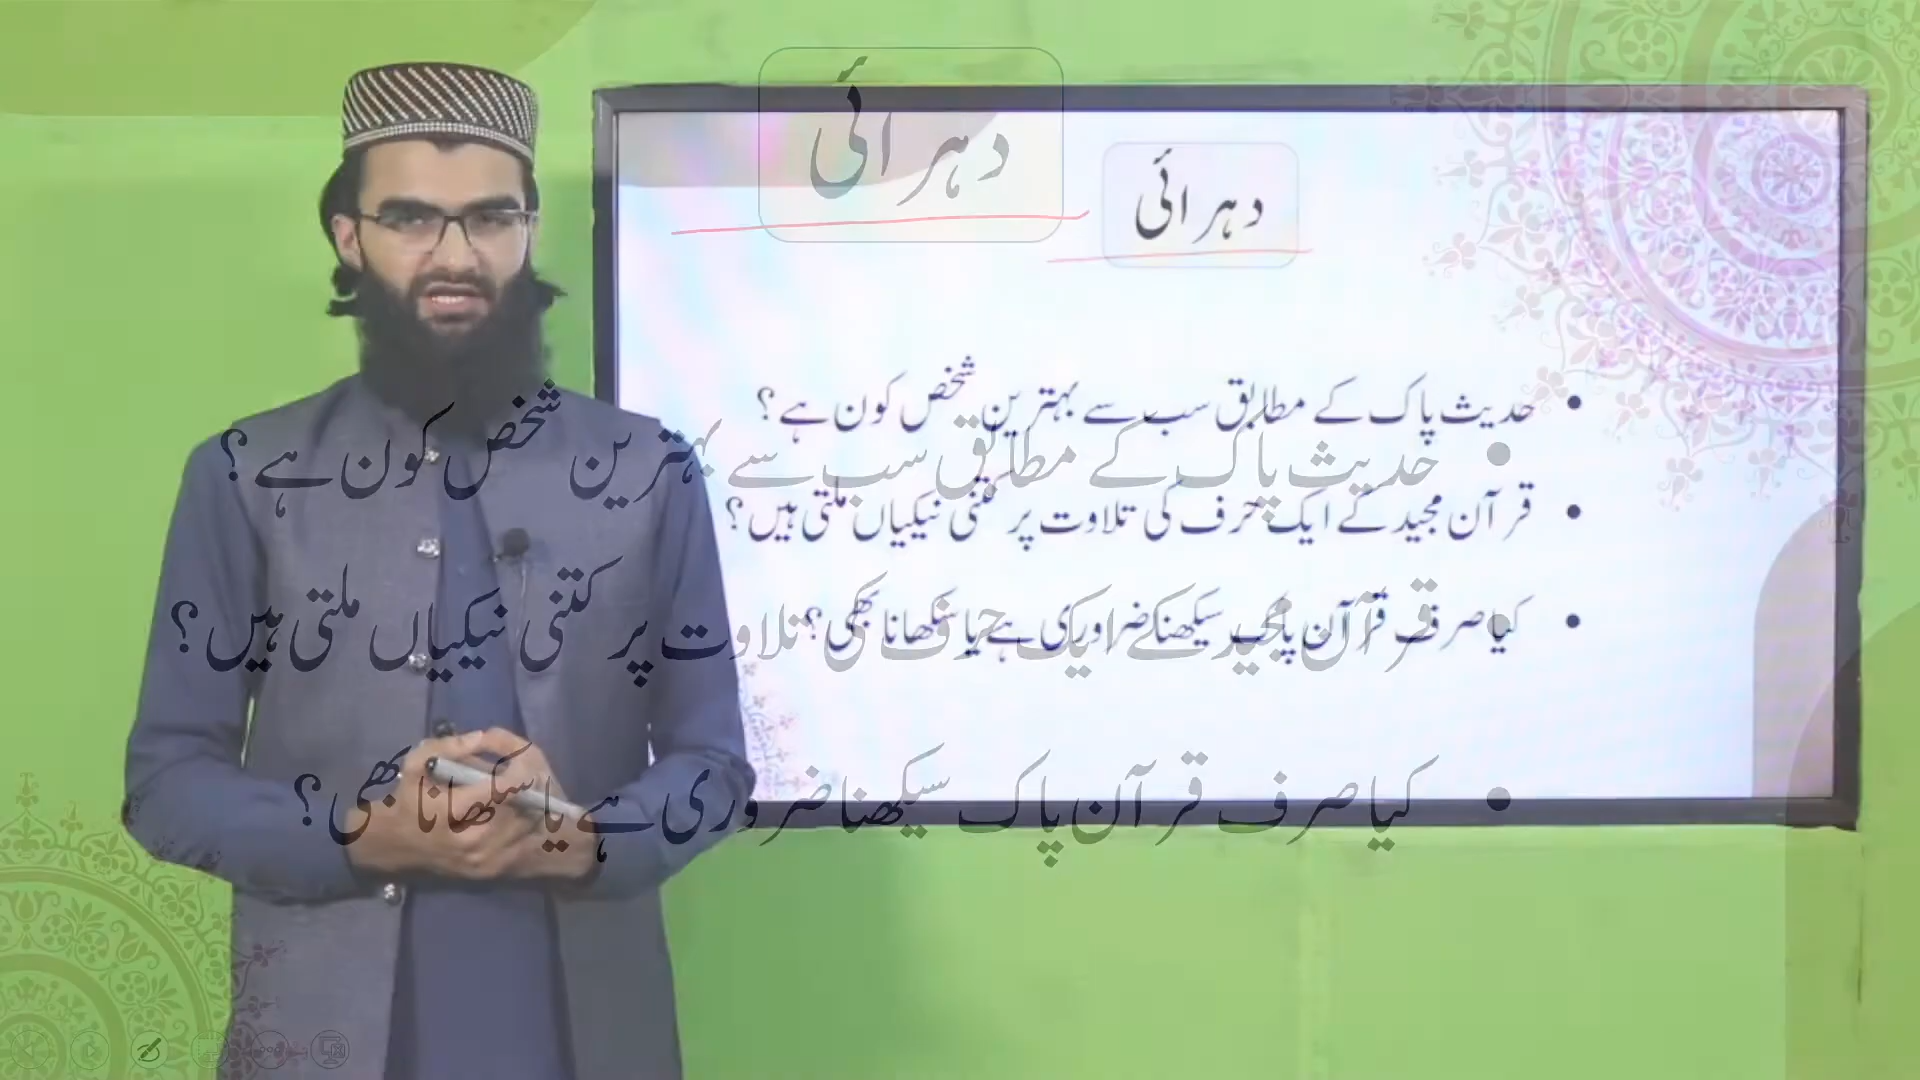 دہرائی
دہرائی
حدیث پاک کے مطابق سب سے بہترین شخص کون ہے؟
قرآن مجید کے ایک حرف کی تلاوت پر کتنی نیکیاں ملتی ہیں؟
کیا صرف قرآن پاک سیکھنا ضروری ہے یا سکھانا بھی؟
حدیث پاک کے مطابق سب سے بہترین شخص کون ہے؟
قرآن مجید کے ایک حرف کی تلاوت پر کتنی نیکیاں ملتی ہیں؟
کیا صرف قرآن پاک سیکھنا ضروری ہے یا سکھانا بھی؟